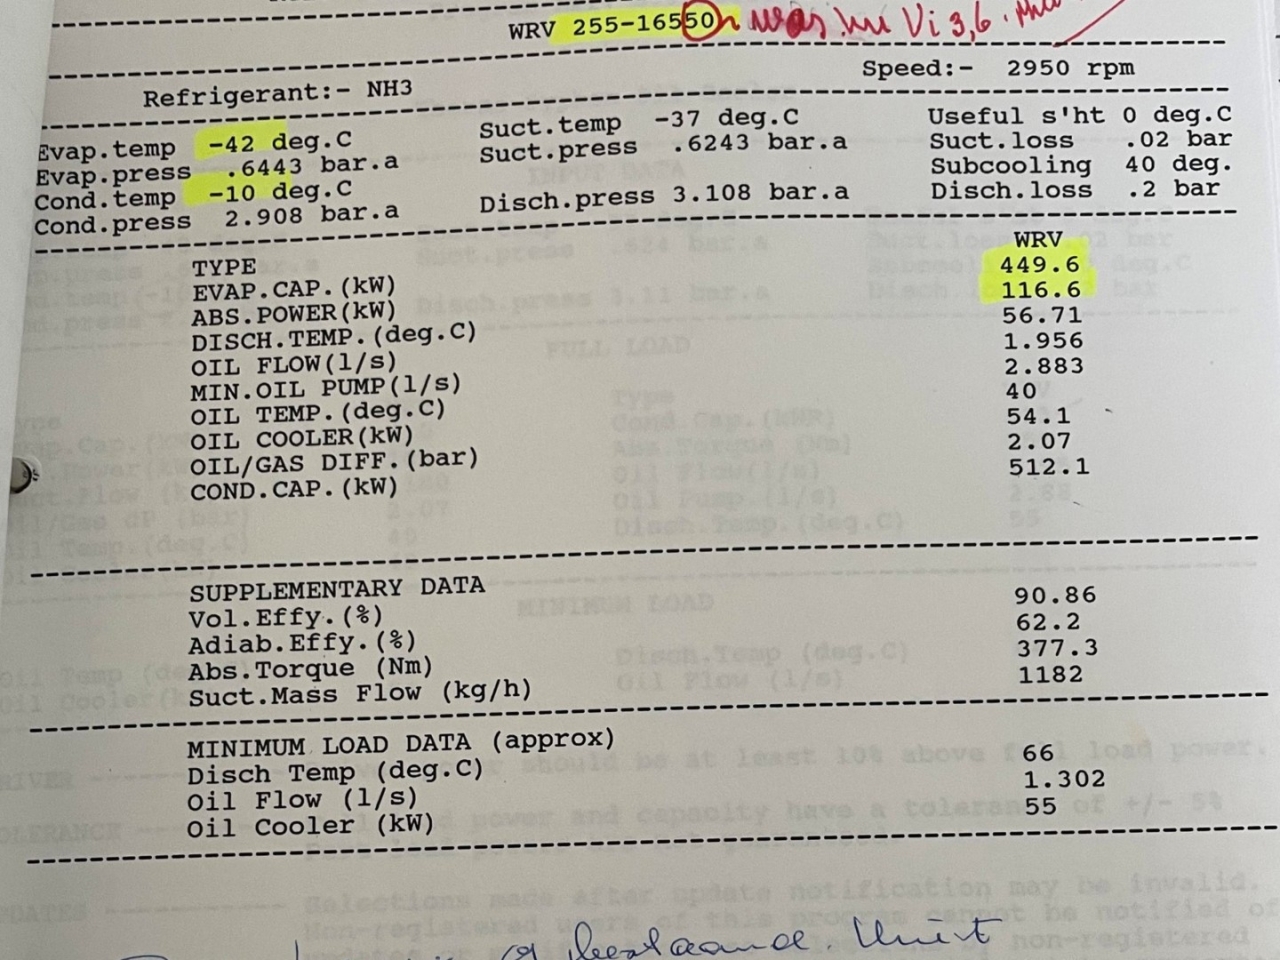 WRV 255-16550 was
Refrigerant:- NH3 Speed:- 2950 rpm
Evap.temp -42 deg.C Suct.temp -37 deg.C Useful s'ht 0 deg.C
Evap.press .6443 bar.a Suct.press .6243 bar.a Suct.loss .02 bar
Cond.temp -10 deg.C Subcooling 40 deg.
Cond.press 2.908 bar.a Disch.press 3.108 bar.a Disch.loss .2 bar
TYPE WRV
EVAP.CAP.(kW) 449.6
ABS.POWER(kW) 116.6
DISCH.TEMP.(deg.C) 56.71
OIL FLOW(l/s) 1.956
MIN.OIL PUMP(l/s) 2.883
OIL TEMP.(deg.C) 40
OIL COOLER(kW) 54.1
OIL/GAS DIFF.(bar) 2.07
COND.CAP.(kW) 512.1
SUPPLEMENTARY DATA
Vol.Effy.(%) 90.86
Adiab.Effy.(%) 62.2
Abs.Torque (Nm) 377.3
Suct.Mass Flow (kg/h) 1182
MINIMUM LOAD DATA (approx)
Disch Temp (deg.C) 66
Oil Flow (l/s) 1.302
Oil Cooler (kW) 55
Unit